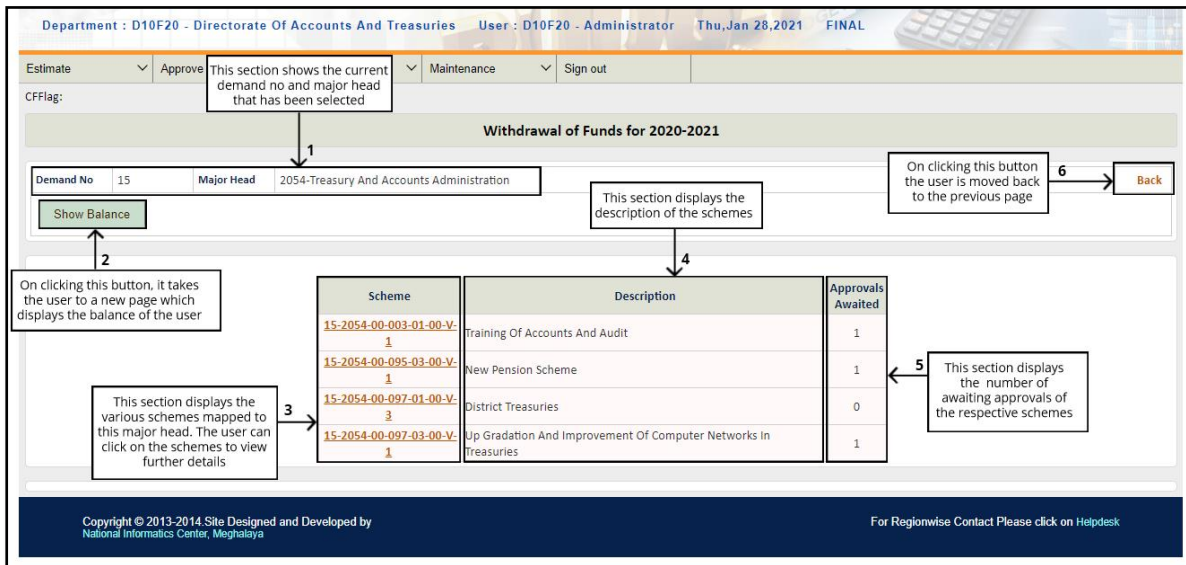 Department : D10F20 - Directorate Of Accounts And Treasuries User : D10F20 - Administrator Thu,Jan 28,2021 FINAL
Estimate Approve Maintenance Sign out
This section shows the current
demand no and major head
that has been selected
CFFlag:
Withdrawal of Funds for 2020-2021
1
Demand No 15 Major Head 2054-Treasury And Accounts Administration
On clicking this button
the user is moved back
to the previous page
6
Back
Show Balance
This section displays the
description of the schemes
2
4
On clicking this button, it takes
the user to a new page which
displays the balance of the user
Scheme Description Approvals
Awaited
15-2054-00-003-01-00-V-
1
Training Of Accounts And Audit 1
15-2054-00-095-03-00-V-
1
New Pension Scheme 1
15-2054-00-097-01-00-V-
3
District Treasuries 0
15-2054-00-097-03-00-V-
1
Up Gradation And Improvement Of Computer Networks In
Treasuries
1
This section displays the
various schemes mapped to
this major head. The user can
click on the schemes to view
further details
3
5
This section displays
the number of
awaiting approvals of
the respective schemes
Copyright © 2013-2014.Site Designed and Developed by
National Informatics Center, Meghalaya
For Regionwise Contact Please click on Helpdesk